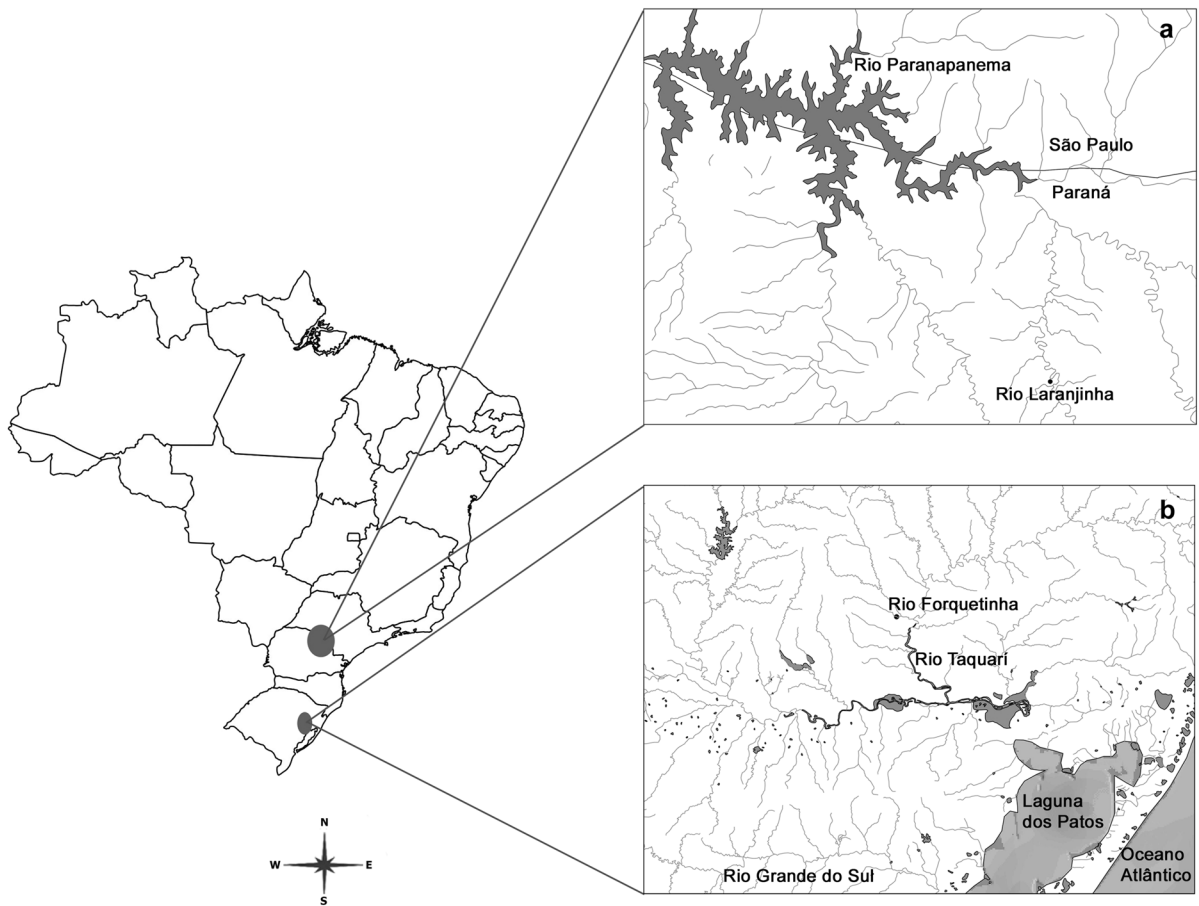 a
Rio Paranapanema
São Paulo
Paraná
Rio Laranjinha
b
Rio Forquetinha
Rio Taquarí
Laguna
dos Patos
Oceano
Atlântico
Rio Grande do Sul
N
W
E
S